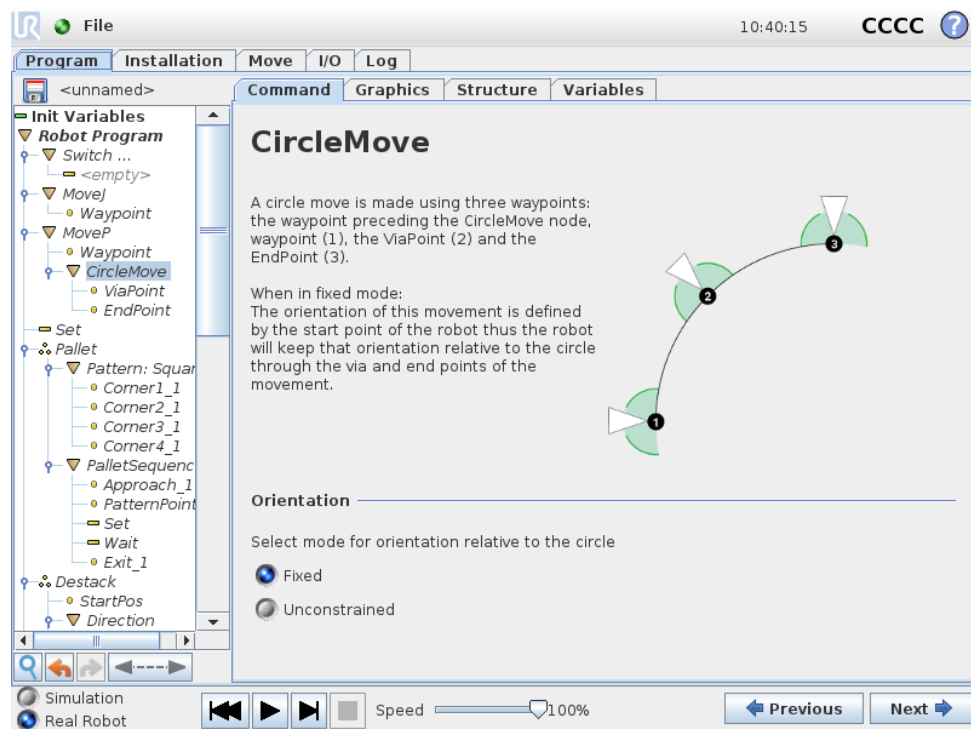 UR File 10:40:15 CCCC ?
Program Installation Move I/O Log
<unnamed> Command Graphics Structure Variables
Init Variables
Robot Program
Switch ...
<empty>
MoveJ
Waypoint
MoveP
Waypoint
CircleMove
ViaPoint
EndPoint
Set
Pallet
Pattern: Squar
Corner1_1
Corner2_1
Corner3_1
Corner4_1
PalletSequenc
Approach_1
PatternPoint
Set
Wait
Exit_1
Destack
StartPos
Direction
CircleMove
A circle move is made using three waypoints:
the waypoint preceding the CircleMove node,
waypoint (1), the ViaPoint (2) and the
EndPoint (3).
When in fixed mode:
The orientation of this movement is defined
by the start point of the robot thus the robot
will keep that orientation relative to the circle
through the via and end points of the
movement.
3
2
1
Orientation
Select mode for orientation relative to the circle
Fixed
Unconstrained
Simulation
Real Robot
Speed 100%
Previous Next